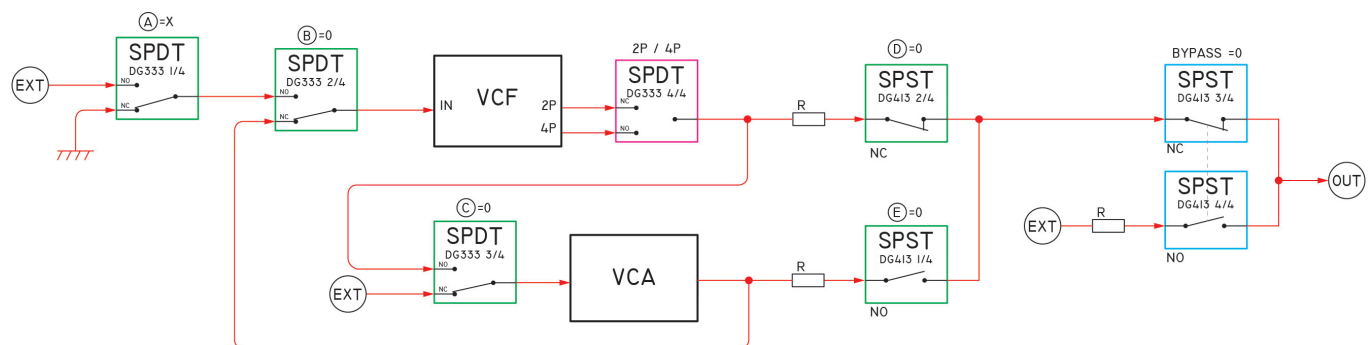 Ⓐ=X
SPDT
DG333 1/4
NO
NC
EXT
Ⓑ=0
SPDT
DG333 2/4
NO
NC
VCF
IN
2P
4P
2P / 4P
SPDT
DG333 4/4
NC
NO
R
Ⓓ=0
SPST
DG413 2/4
NC
BYPASS =0
SPST
DG413 3/4
NC
SPST
DG413 4/4
NO
EXT
R
OUT
Ⓒ=0
SPDT
DG333 3/4
NO
NC
EXT
VCA
R
Ⓔ=0
SPST
DG413 1/4
NO